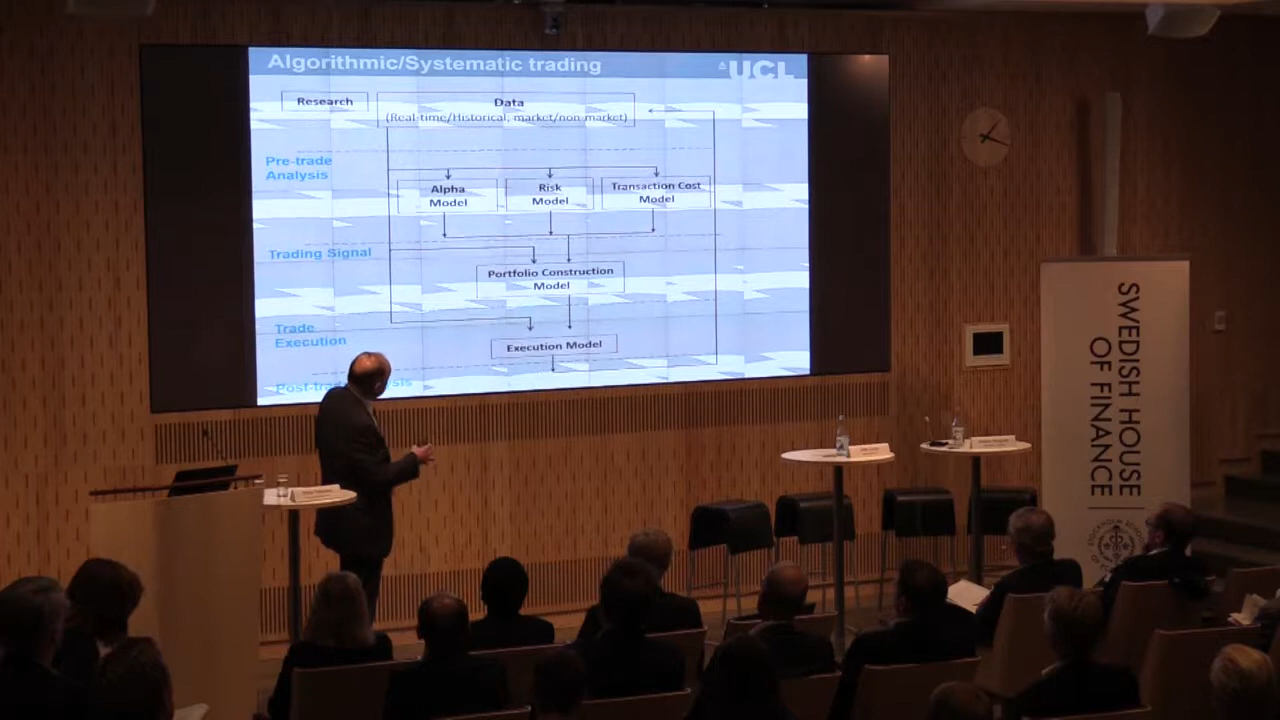 Algorithmic/Systematic trading
UCL
Research
Data
(Real-time/Historical, market/non-market)
Pre-trade
Analysis
Alpha
Model
Risk
Model
Transaction Cost
Model
Trading Signal
Portfolio Construction
Model
Trade
Execution
Execution Model
SWEDISH HOUSE
OF FINANCE